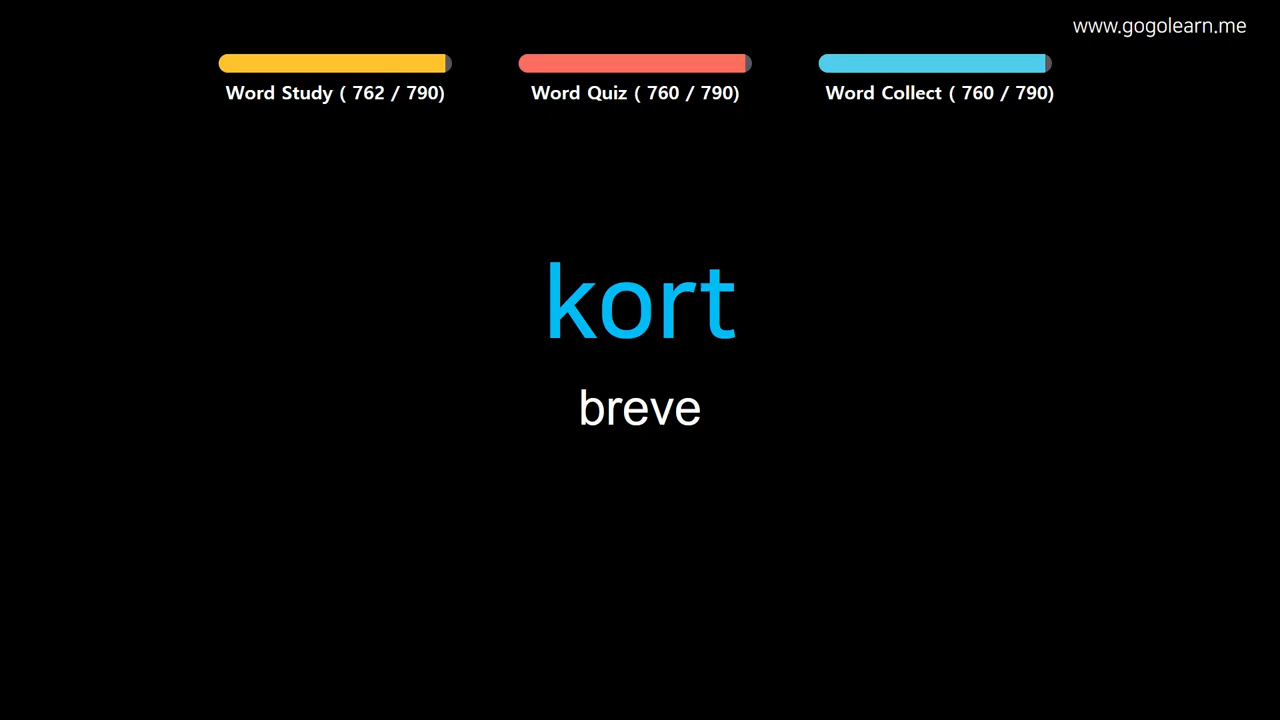 www.gogolearn.me
Word Study ( 762 / 790)
Word Quiz ( 760 / 790)
Word Collect ( 760 / 790)
kort
breve